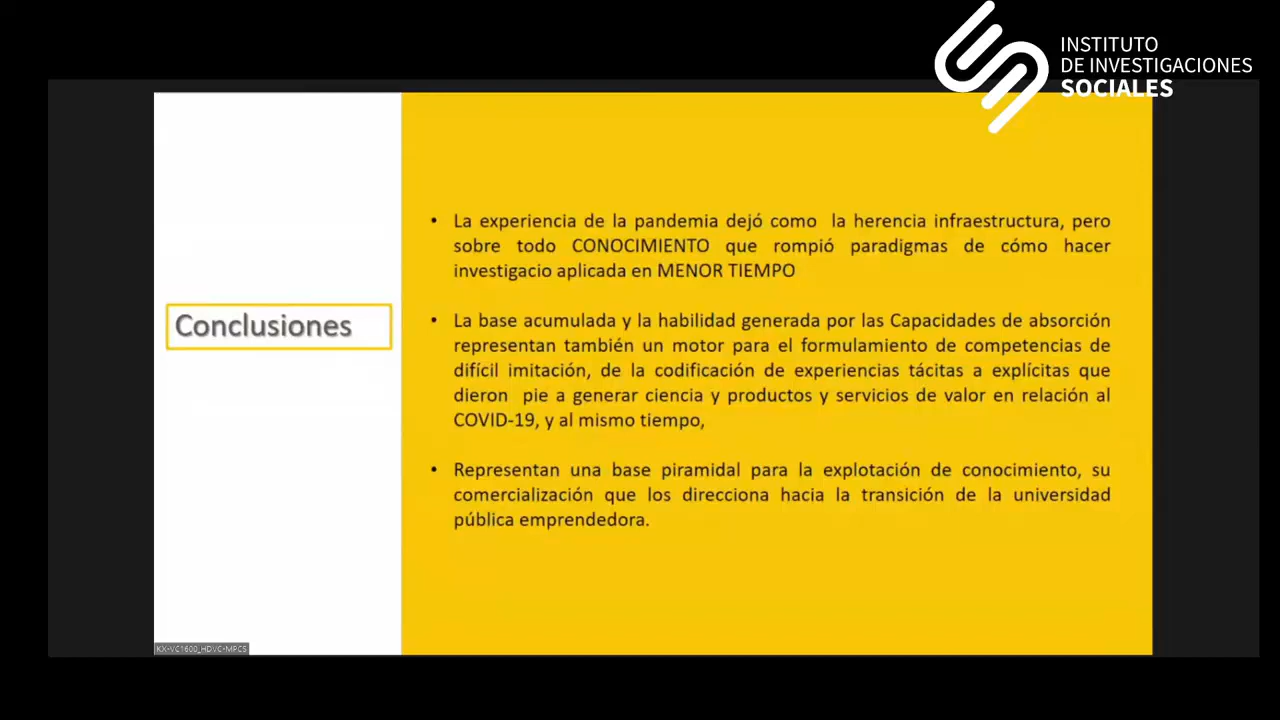 INSTITUTO
DE INVESTIGACIONES
SOCIALES
Conclusiones
• La experiencia de la pandemia dejó como la herencia infraestructura, pero
sobre todo CONOCIMIENTO que rompió paradigmas de cómo hacer
investigacio aplicada en MENOR TIEMPO
• La base acumulada y la habilidad generada por las Capacidades de absorción
representan también un motor para el formulamiento de competencias de
difícil imitación, de la codificación de experiencias tácitas a explícitas que
dieron pie a generar ciencia y productos y servicios de valor en relación al
COVID-19, y al mismo tiempo,
• Representan una base piramidal para la explotación de conocimiento, su
comercialización que los direcciona hacia la transición de la universidad
pública emprendedora.
KX-VC1600_HDVC-MPCS